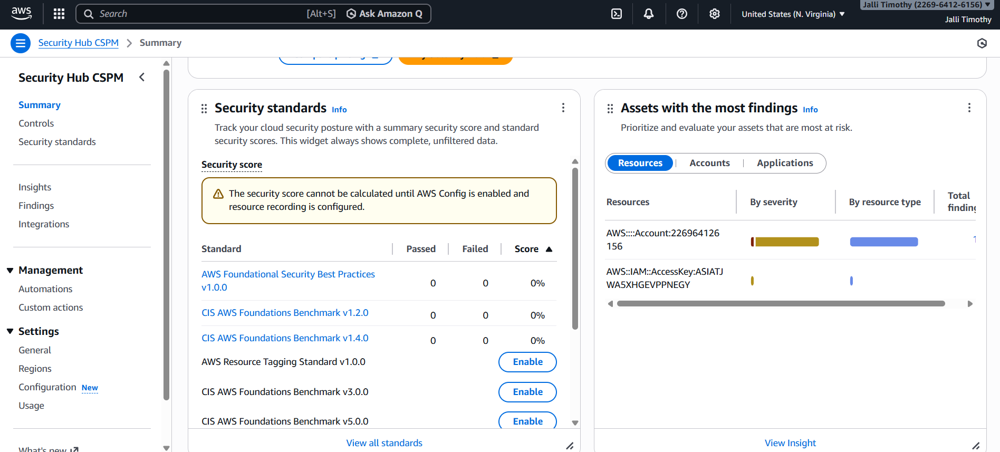 aws
Search
[Alt+S]
Ask Amazon Q
United States (N. Virginia)
Jalli Timothy (2269-6412-6156)
Jalli Timothy
Security Hub CSPM
Summary
Security Hub CSPM
Summary
Controls
Security standards
Insights
Findings
Integrations
Management
Automations
Custom actions
Settings
General
Regions
Configuration New
Usage
What's new
Security standards Info
Track your cloud security posture with a summary security score and standard
security scores. This widget always shows complete, unfiltered data.
Security score
The security score cannot be calculated until AWS Config is enabled and
resource recording is configured.
Standard Passed Failed Score
AWS Foundational Security Best Practices
v1.0.0
0 0 0%
CIS AWS Foundations Benchmark v1.2.0 0 0 0%
CIS AWS Foundations Benchmark v1.4.0 0 0 0%
AWS Resource Tagging Standard v1.0.0 Enable
CIS AWS Foundations Benchmark v3.0.0 Enable
CIS AWS Foundations Benchmark v5.0.0 Enable
View all standards
Assets with the most findings Info
Prioritize and evaluate your assets that are most at risk.
Resources Accounts Applications
Resources By severity By resource type Total
AWS::::Account:226964126
156
AWS::IAM::AccessKey:ASIATJ
WA5XHGEVPPNEGY
View Insight